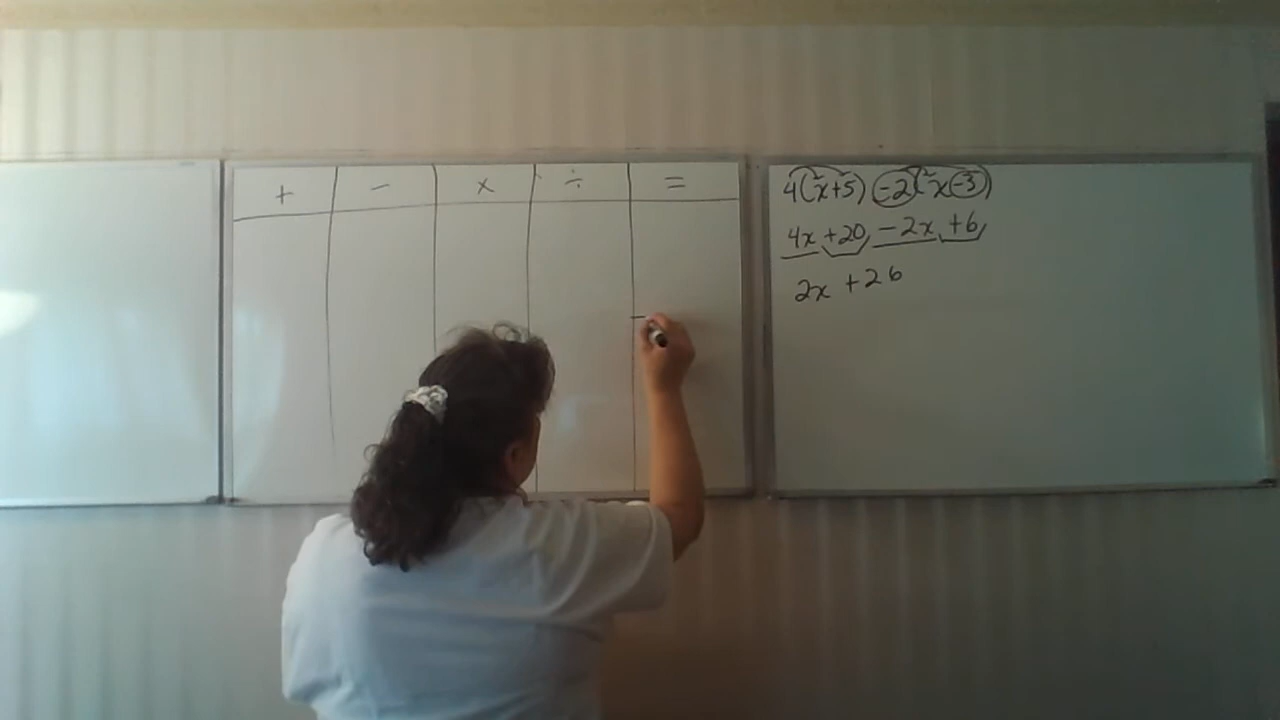 + − × ÷ =
4(x+5) -2(x-3)
4x +20 -2x +6
2x +26